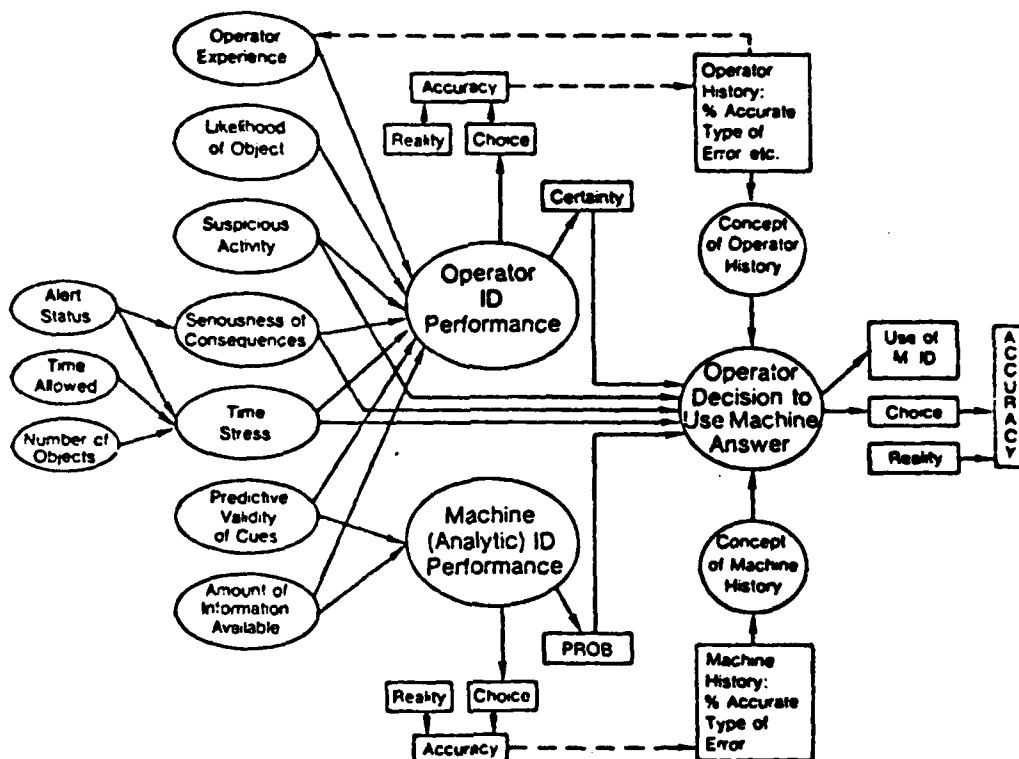 Operator
Experience
Likelihood
of Object
Suspicious
Activity
Alert
Status
Seriousness of
Consequences
Time
Allowed
Time
Stress
Number of
Objects
Predictive
Validity
of Cues
Amount of
Information
Available
Accuracy
Reality
Choice
Certainty
Operator
ID
Performance
Machine
(Analytic) ID
Performance
PROB
Reality
Choice
Accuracy
Operator
History:
% Accurate
Type of
Error etc.
Concept
of Operator
History
Operator
Decision to
Use Machine
Answer
Concept
of Machine
History
Machine
History:
% Accurate
Type of
Error
Use of
M ID
Choice
Reality
ACCURACY